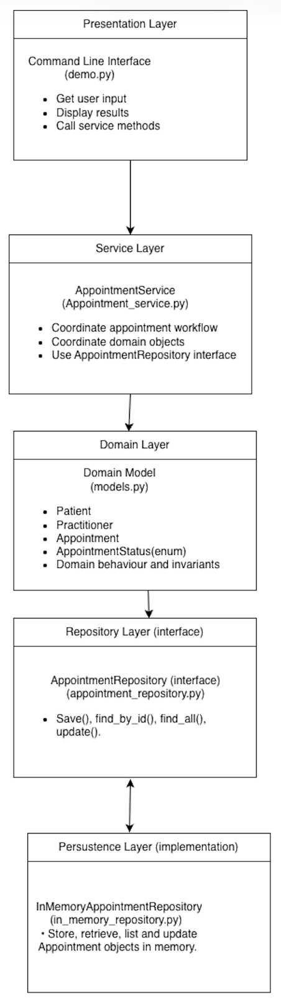 Presentation Layer
Command Line Interface
(demo.py)
• Get user input
• Display results
• Call service methods
Service Layer
AppointmentService
(Appointment_service.py)
• Coordinate appointment workflow
• Coordinate domain objects
• Use AppointmentRepository interface
Domain Layer
Domain Model
(models.py)
• Patient
• Practitioner
• Appointment
• AppointmentStatus(enum)
• Domain behaviour and invariants
Repository Layer (interface)
AppointmentRepository (interface)
(appointment_repository.py)
• Save(), find_by_id(), find_all(),
update().
Persustence Layer (implementation)
InMemoryAppointmentRepository
(in_memory_repository.py)
• Store, retrieve, list and update
Appointment objects in memory.